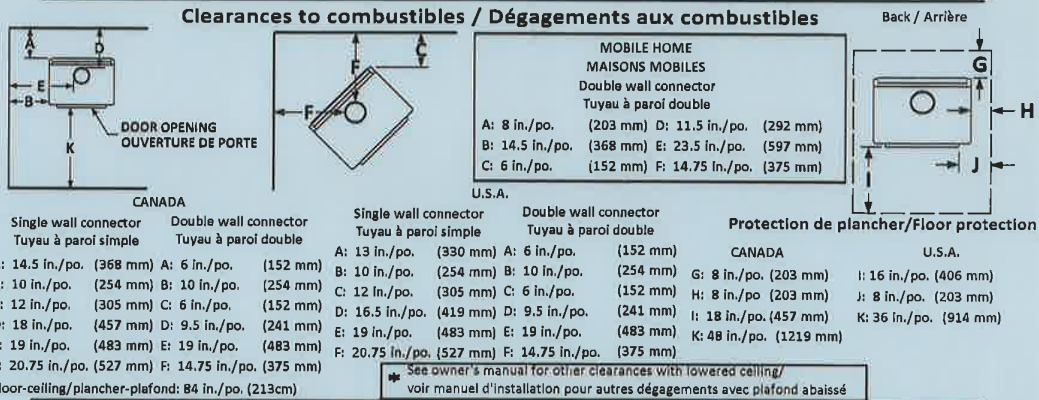 Clearances to combustibles / Dégagements aux combustibles
Back / Arrière
A
D
E
B
K
DOOR OPENING
OUVERTURE DE PORTE
F
C
F
MOBILE HOME
MAISONS MOBILES
Double wall connector
Tuyau à paroi double
A: 8 in./po. (203 mm) D: 11.5 in./po. (292 mm)
B: 14.5 in./po. (368 mm) E: 23.5 in./po. (597 mm)
C: 6 in./po. (152 mm) F: 14.75 in./po. (375 mm)
G
H
I
J
CANADA
Single wall connector
Tuyau à paroi simple
: 14.5 in./po. (368 mm)
: 10 in./po. (254 mm)
: 12 in./po. (305 mm)
: 18 in./po. (457 mm)
: 19 in./po. (483 mm)
: 20.75 in./po. (527 mm)
Double wall connector
Tuyau à paroi double
A: 6 in./po. (152 mm)
B: 10 in./po. (254 mm)
C: 6 in./po. (152 mm)
D: 9.5 in./po. (241 mm)
E: 19 in./po. (483 mm)
F: 14.75 in./po. (375 mm)
loor-ceiling/plancher-plafond: 84 in./po. (213cm)
U.S.A.
Single wall connector
Tuyau à paroi simple
A: 13 in./po. (330 mm)
B: 10 in./po. (254 mm)
C: 12 in./po. (305 mm)
D: 16.5 in./po. (419 mm)
E: 19 in./po. (483 mm)
F: 20.75 in./po. (527 mm)
Double wall connector
Tuyau à paroi double
A: 6 in./po. (152 mm)
B: 10 in./po. (254 mm)
C: 6 in./po. (152 mm)
D: 9.5 in./po. (241 mm)
E: 19 in./po. (483 mm)
F: 14.75 in./po. (375 mm)
* See owner's manual for other clearances with lowered ceiling/
voir manuel d'installation pour autres dégagements avec plafond abaissé
Protection de plancher/Floor protection
CANADA
G: 8 in./po. (203 mm)
H: 8 in./po (203 mm)
I: 18 in./po. (457 mm)
K: 48 in./po. (1219 mm)
U.S.A.
I: 16 in./po. (406 mm)
J: 8 in./po. (203 mm)
K: 36 in./po. (914 mm)